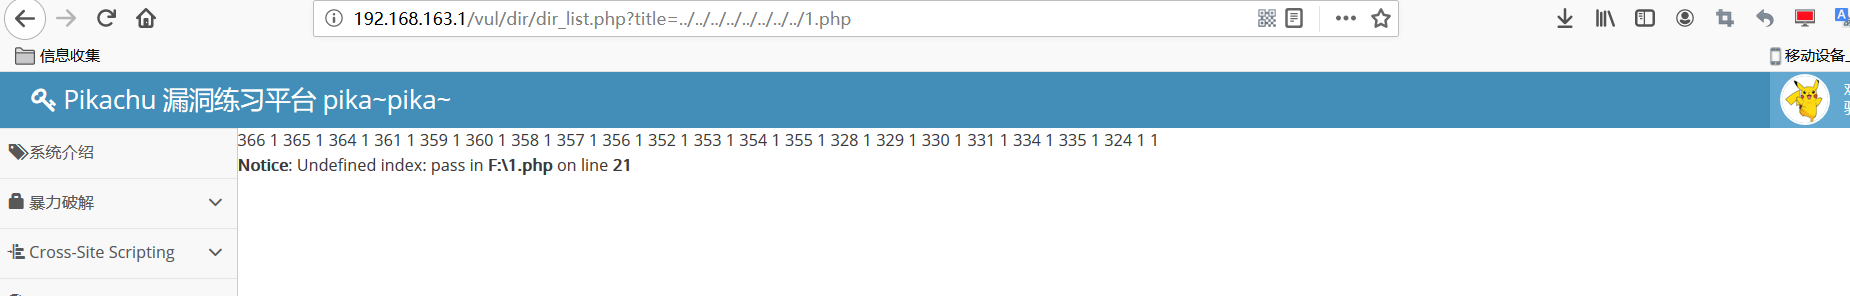 192.168.163.1/vul/dir/dir_list.php?title=../../../../../../../../1.php
信息收集
移动设备
Pikachu 漏洞练习平台 pika~pika~
系统介绍
366 1 365 1 364 1 361 1 359 1 360 1 358 1 357 1 356 1 352 1 353 1 354 1 355 1 328 1 329 1 330 1 331 1 334 1 335 1 324 1 1
Notice: Undefined index: pass in F:\1.php on line 21
暴力破解
Cross-Site Scripting